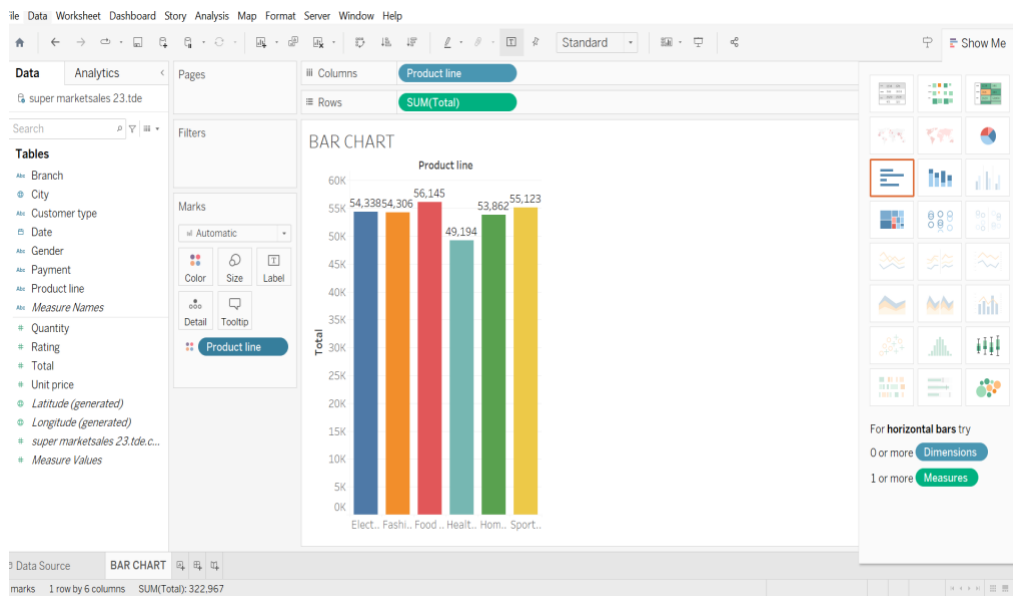 ile Data Worksheet Dashboard Story Analysis Map Format Server Window Help
Standard
Show Me
Data Analytics
super marketsales 23.tde
Search
Tables
Abc Branch
City
Abc Customer type
Date
Abc Gender
Abc Payment
Abc Product line
Abc Measure Names
# Quantity
# Rating
# Total
# Unit price
Latitude (generated)
Longitude (generated)
# super marketsales 23.tde.c...
# Measure Values
Pages
Filters
Marks
Automatic
Color Size Label
Detail Tooltip
Product line
Columns Product line
Rows SUM(Total)
BAR CHART
Product line
Total
60K
55K
50K
45K
40K
35K
30K
25K
20K
15K
10K
5K
0K
54,338 54,306 56,145 49,194 53,862 55,123
Elect.. Fashi.. Food .. Healt.. Hom.. Sport..
For horizontal bars try
0 or more Dimensions
1 or more Measures
Data Source BAR CHART
marks 1 row by 6 columns SUM(Total): 322,967